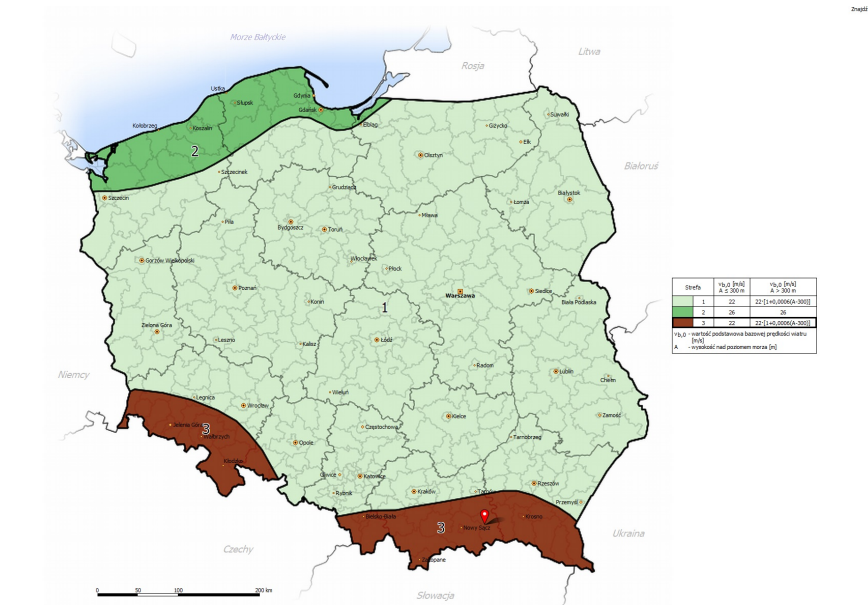 Znajdź
Morze Bałtyckie
Litwa
Rosja
Ustka
Słupsk
Gdynia
Gdańsk
Kołobrzeg
Koszalin
Elbląg
Giżycko
Suwałki
Ełk
2
Olsztyn
Białoruś
Szczecinek
Grudziądz
Białystok
Szczecin
Łomża
Piła
Mława
Bydgoszcz
Toruń
Gorzów Wielkopolski
Włocławek
Płock
Poznań
Warszawa
Siedlce
Biała Podlaska
Konin
1
Zielona Góra
Leszno
Kalisz
Łódź
Radom
Niemcy
Lublin
Chełm
Legnica
Wieluń
Wrocław
Kielce
Zamość
Jelenia Góra
3
Wałbrzych
Częstochowa
Opole
Tarnobrzeg
Kłodzko
Gliwice
Katowice
Rybnik
Kraków
Tarnów
Rzeszów
Przemyśl
Bielsko-Biała
3
Nowy Sącz
Krosno
Ukraina
Czechy
Zakopane
Słowacja
0 50 100 200 km
Strefa
vb,0 [m/s]
A ≤ 300 m
vb,0 [m/s]
A > 300 m
1 22 22·[1+0,0006(A-300)]
2 26 26
3 22 22·[1+0,0006(A-300)]
vb,0 - wartość podstawowa bazowej prędkości wiatru
[m/s]
A - wysokość nad poziomem morza [m]